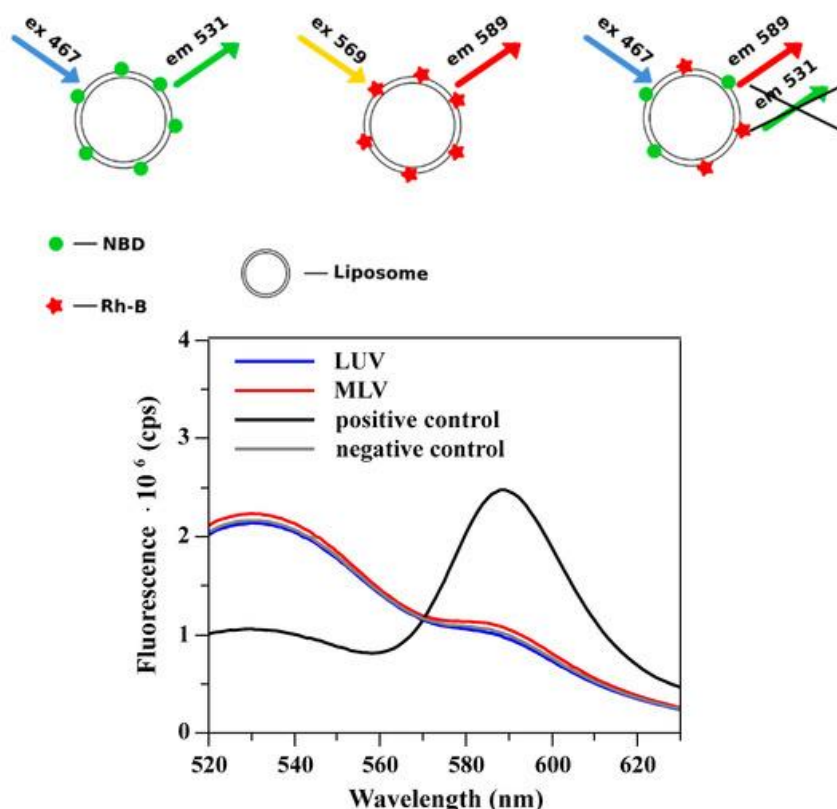 ex 467
em 531
ex 569
em 589
ex 467
em 589
em 531
NBD
Liposome
Rh-B
4
LUV
MLV
3
positive control
negative control
2
1
0
520 540 560 580 600 620
Fluorescence · 10 ⁶ (cps)
Wavelength (nm)